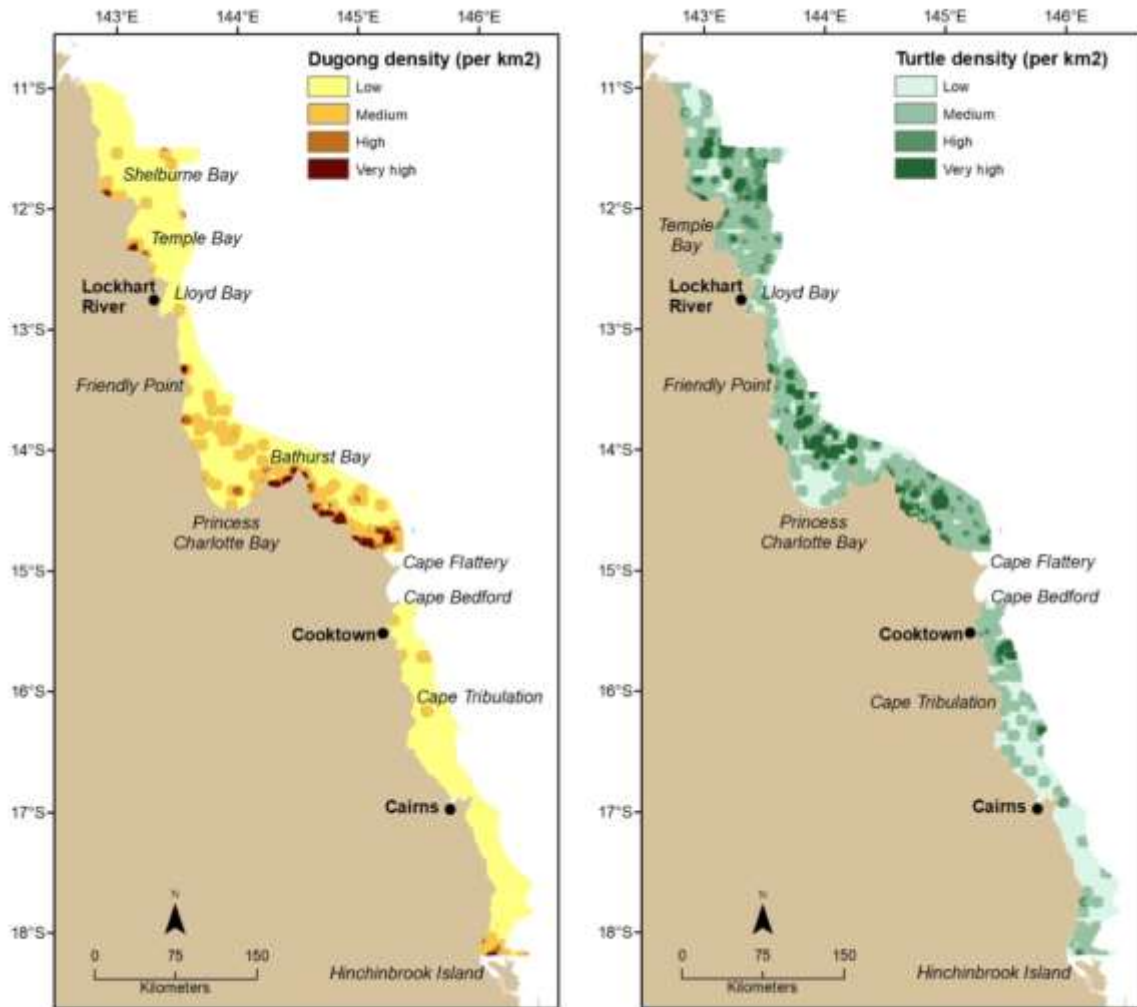 143°E 144°E 145°E 146°E
Dugong density (per km2)
Low
Medium
High
Very high
11°S
12°S
13°S
14°S
15°S
16°S
17°S
18°S
Shelburne Bay
Temple Bay
Lockhart
River
Lloyd Bay
Friendly Point
Bathurst Bay
Princess
Charlotte Bay
Cape Flattery
Cape Bedford
Cooktown
Cape Tribulation
Cairns
Hinchinbrook Island
N
0 75 150
Kilometers
143°E 144°E 145°E 146°E
Turtle density (per km2)
Low
Medium
High
Very high
11°S
12°S
13°S
14°S
15°S
16°S
17°S
18°S
Temple
Bay
Lockhart
River
Lloyd Bay
Friendly Point
Princess
Charlotte Bay
Cape Flattery
Cape Bedford
Cooktown
Cape Tribulation
Cairns
Hinchinbrook Island
N
0 75 150
Kilometers